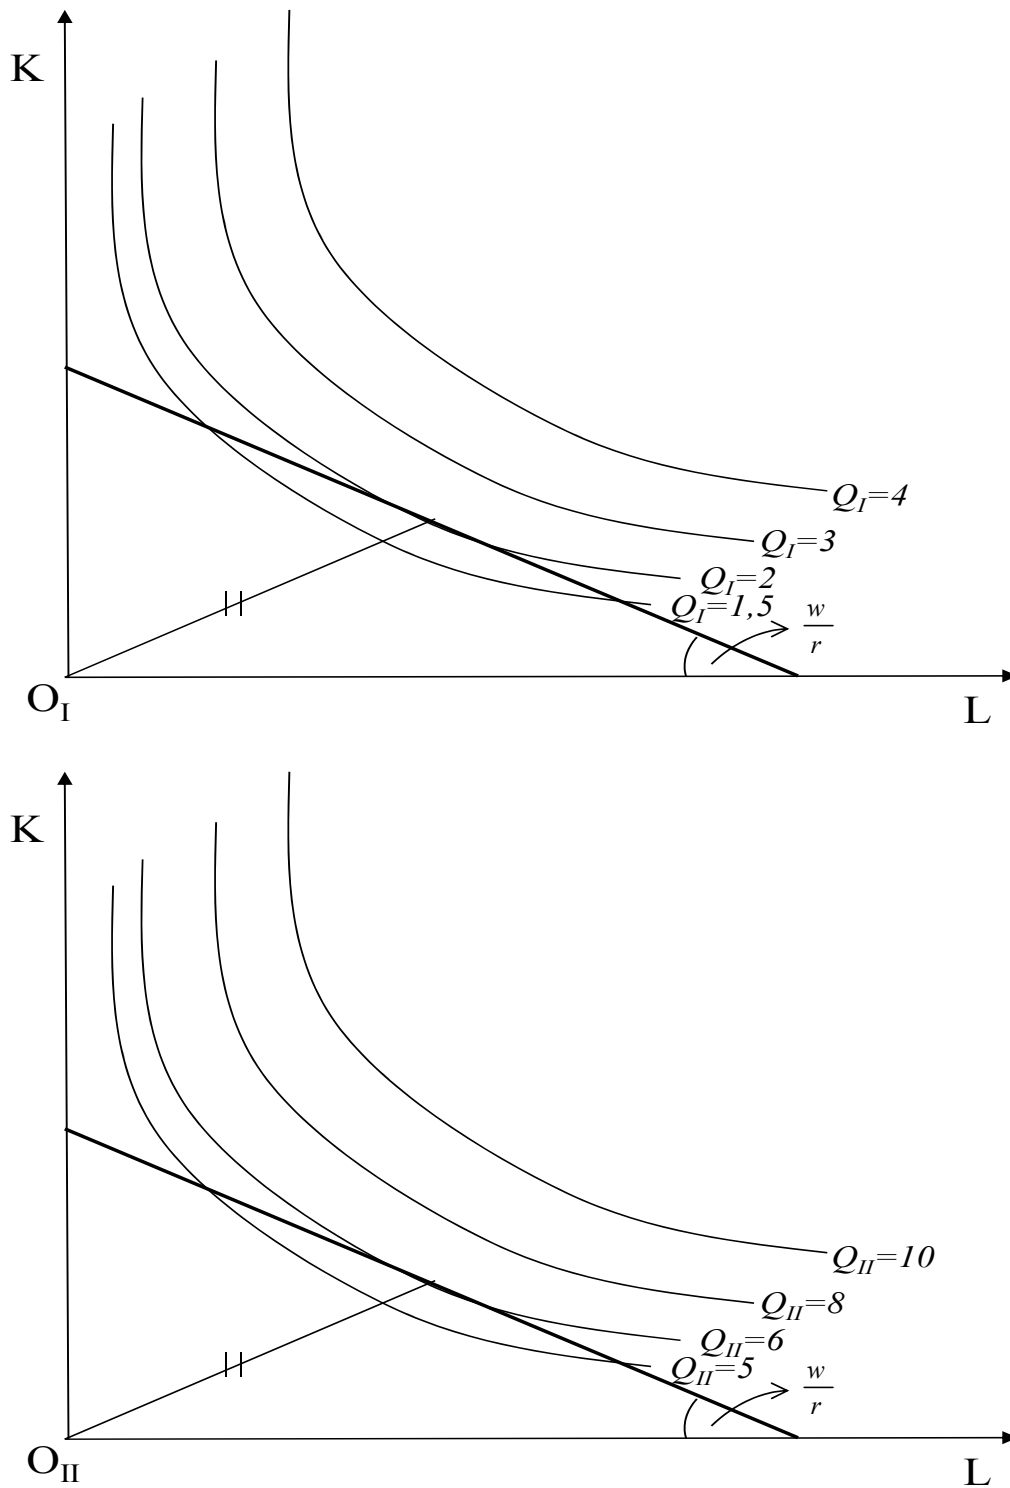 K
Q_I=4
Q_I=3
Q_I=2
Q_I=1,5
w
r
O_I
L
K
Q_II=10
Q_II=8
Q_II=6
Q_II=5
w
r
O_II
L